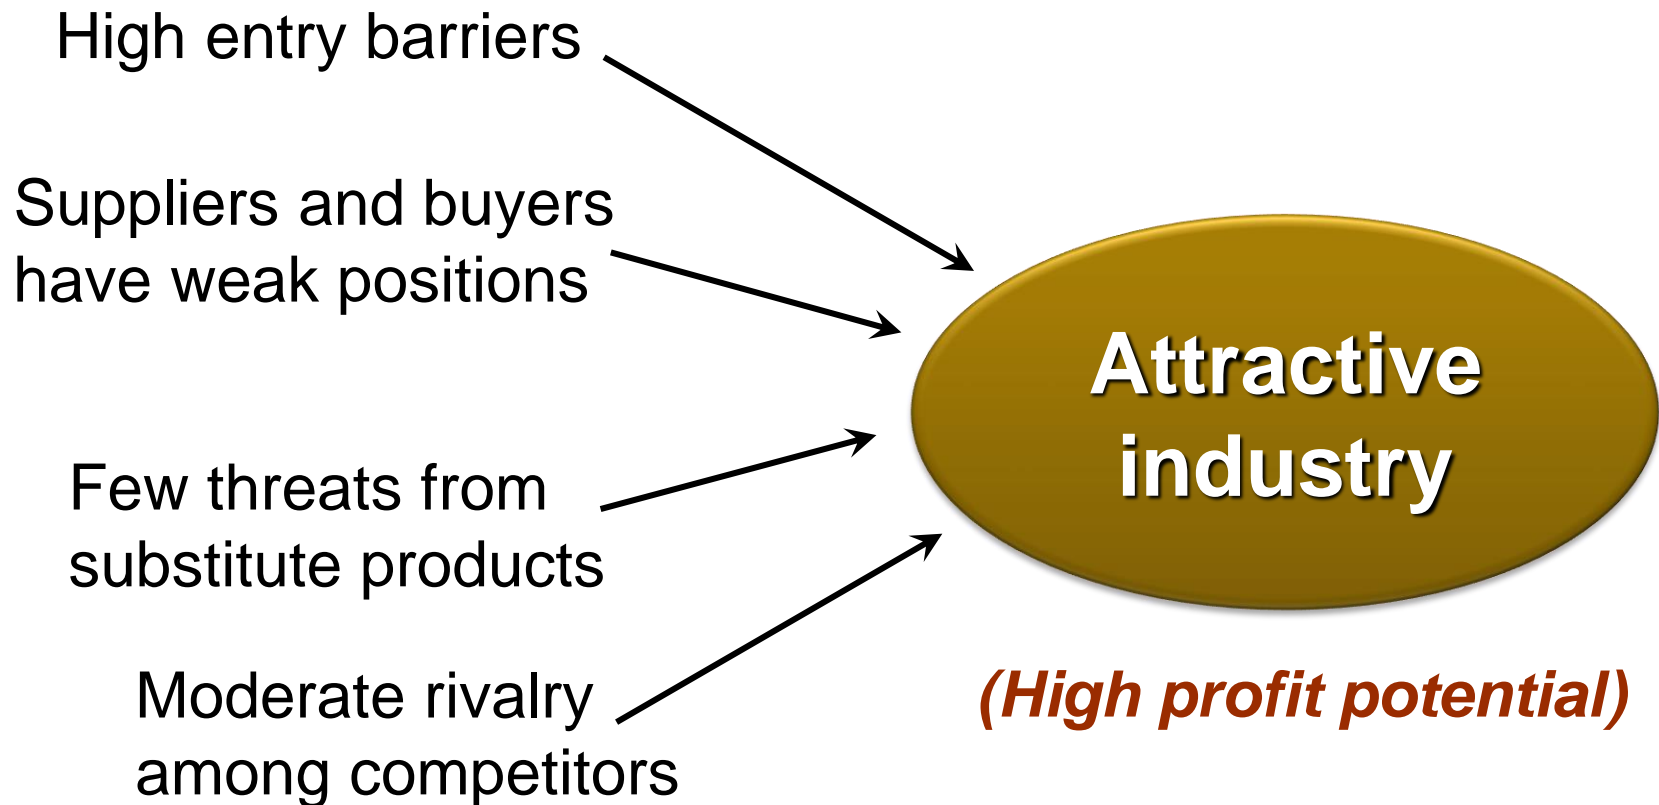 High entry barriers
Suppliers and buyers
have weak positions
Few threats from
substitute products
Moderate rivalry
among competitors
Attractive
industry
(High profit potential)